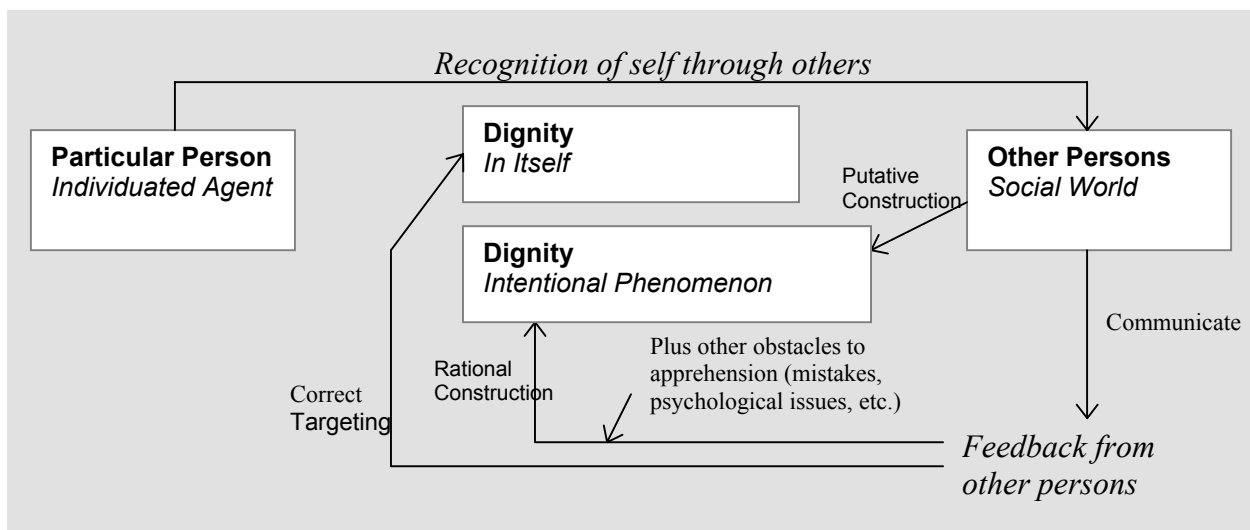 Recognition of self through others
Particular Person
Individuated Agent
Dignity
In Itself
Other Persons
Social World
Putative
Construction
Dignity
Intentional Phenomenon
Communicate
Plus other obstacles to
apprehension (mistakes,
psychological issues, etc.)
Rational
Construction
Correct
Targeting
Feedback from
other persons